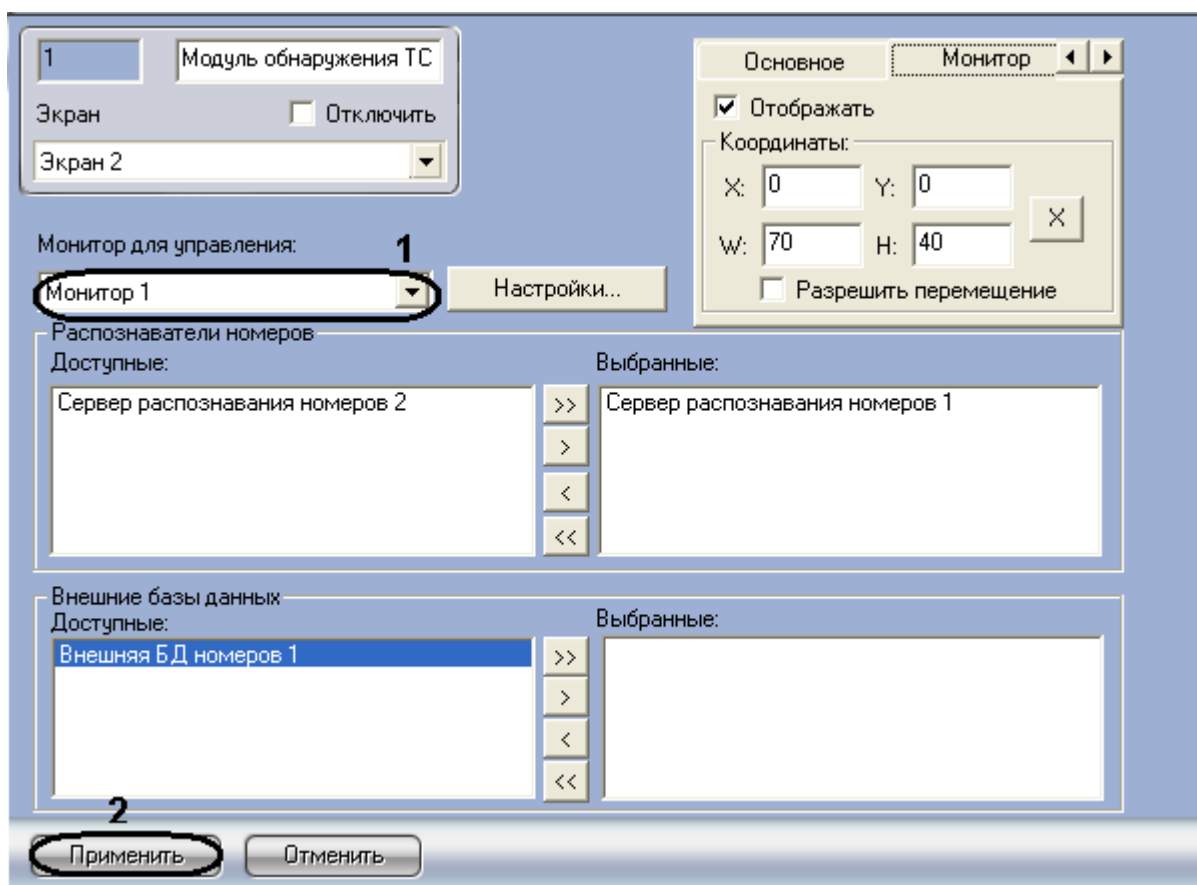 1 Модуль обнаружения ТС
Экран Отключить
Экран 2
Основное Монитор
Отображать
Координаты:
X: 0 Y: 0
W: 70 H: 40
X
Разрешить перемещение
Монитор для управления: 1
Монитор 1 Настройки...
Распознаватели номеров
Доступные: Выбранные:
Сервер распознавания номеров 2 >> Сервер распознавания номеров 1
>
<
<<
Внешние базы данных
Доступные: Выбранные:
Внешняя БД номеров 1 >>
>
<
<<
2
Применить Отменить